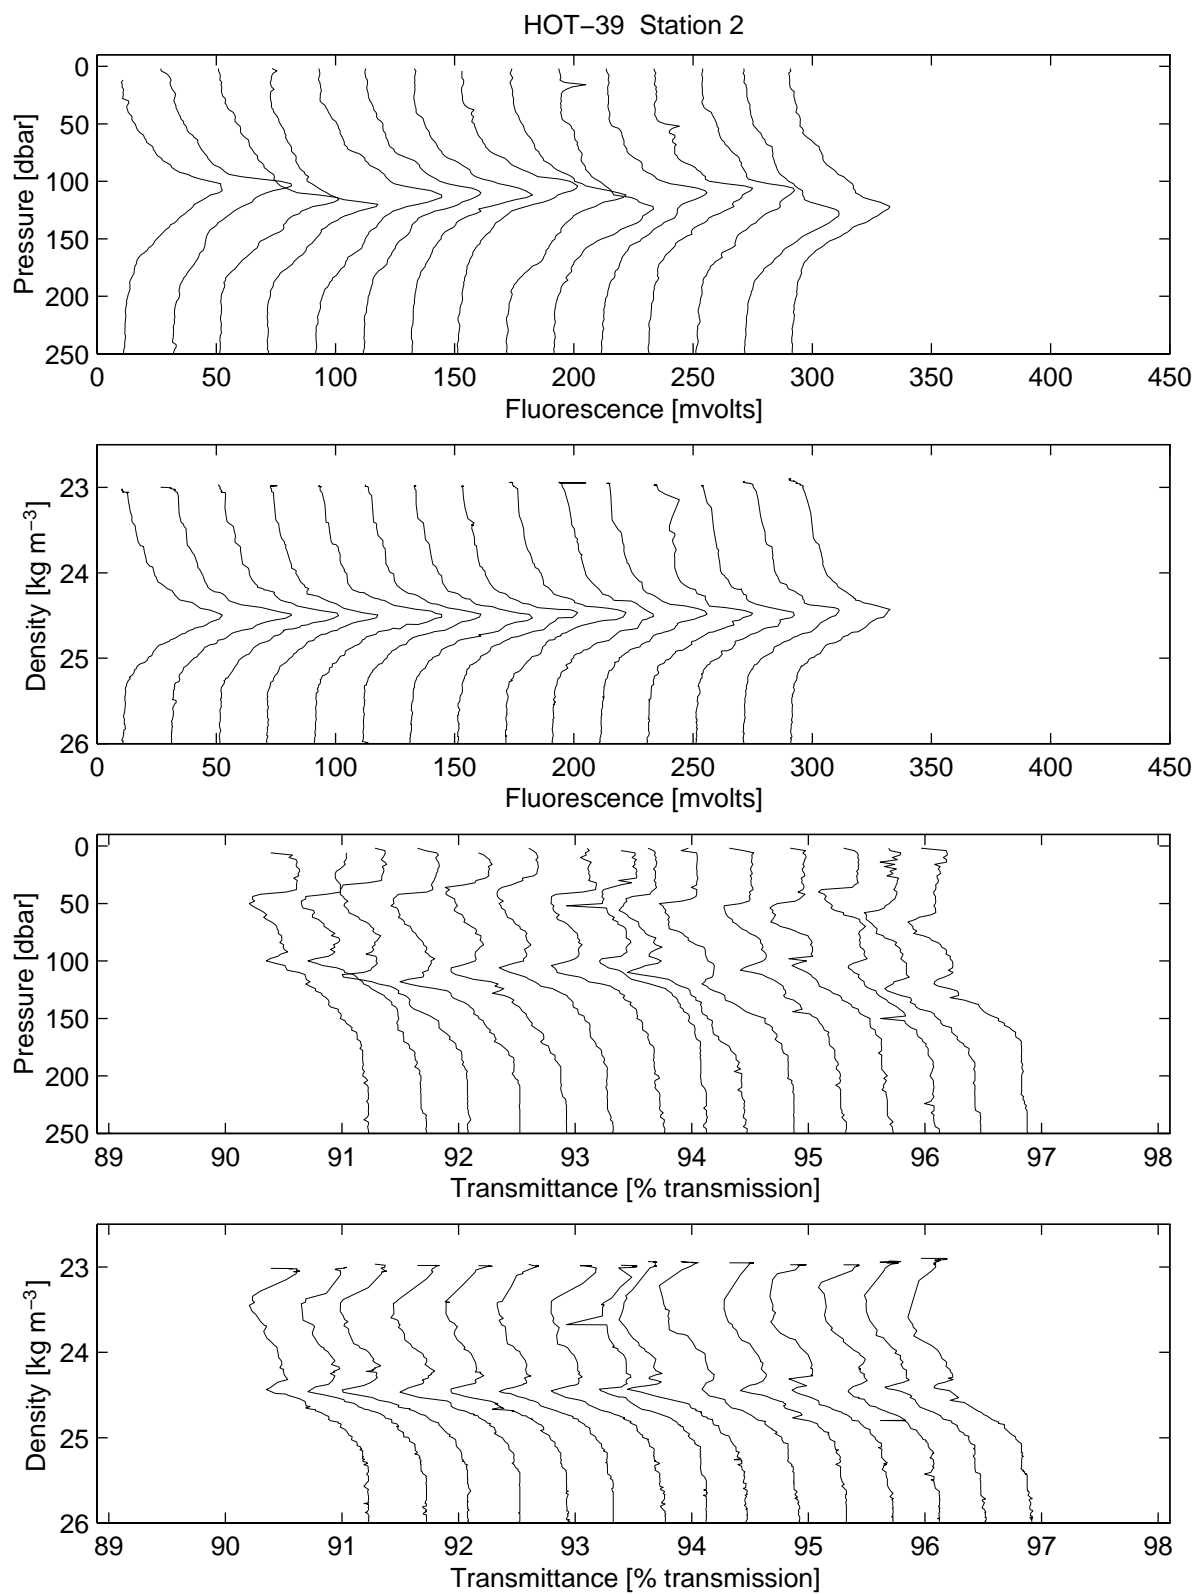 HOT−39 Station 2
0
50
100
150
200
250
Pressure [dbar]
0 50 100 150 200 250 300 350 400 450
Fluorescence [mvolts]
23
24
25
26
Density [kg m−3]
0 50 100 150 200 250 300 350 400 450
Fluorescence [mvolts]
0
50
100
150
200
250
Pressure [dbar]
89 90 91 92 93 94 95 96 97 98
Transmittance [% transmission]
23
24
25
26
Density [kg m−3]
89 90 91 92 93 94 95 96 97 98
Transmittance [% transmission]